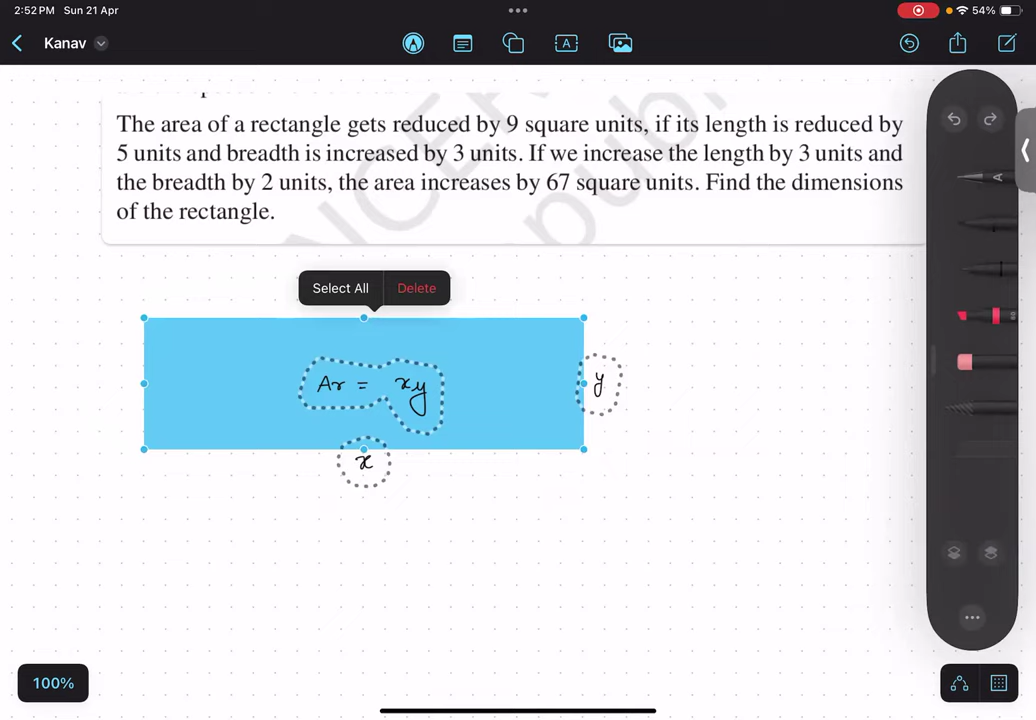 2:52 PM Sun 21 Apr
54%
Kanav
A
The area of a rectangle gets reduced by 9 square units, if its length is reduced by
5 units and breadth is increased by 3 units. If we increase the length by 3 units and
the breadth by 2 units, the area increases by 67 square units. Find the dimensions
of the rectangle.
Select All Delete
Ar = xy
y
x
100%